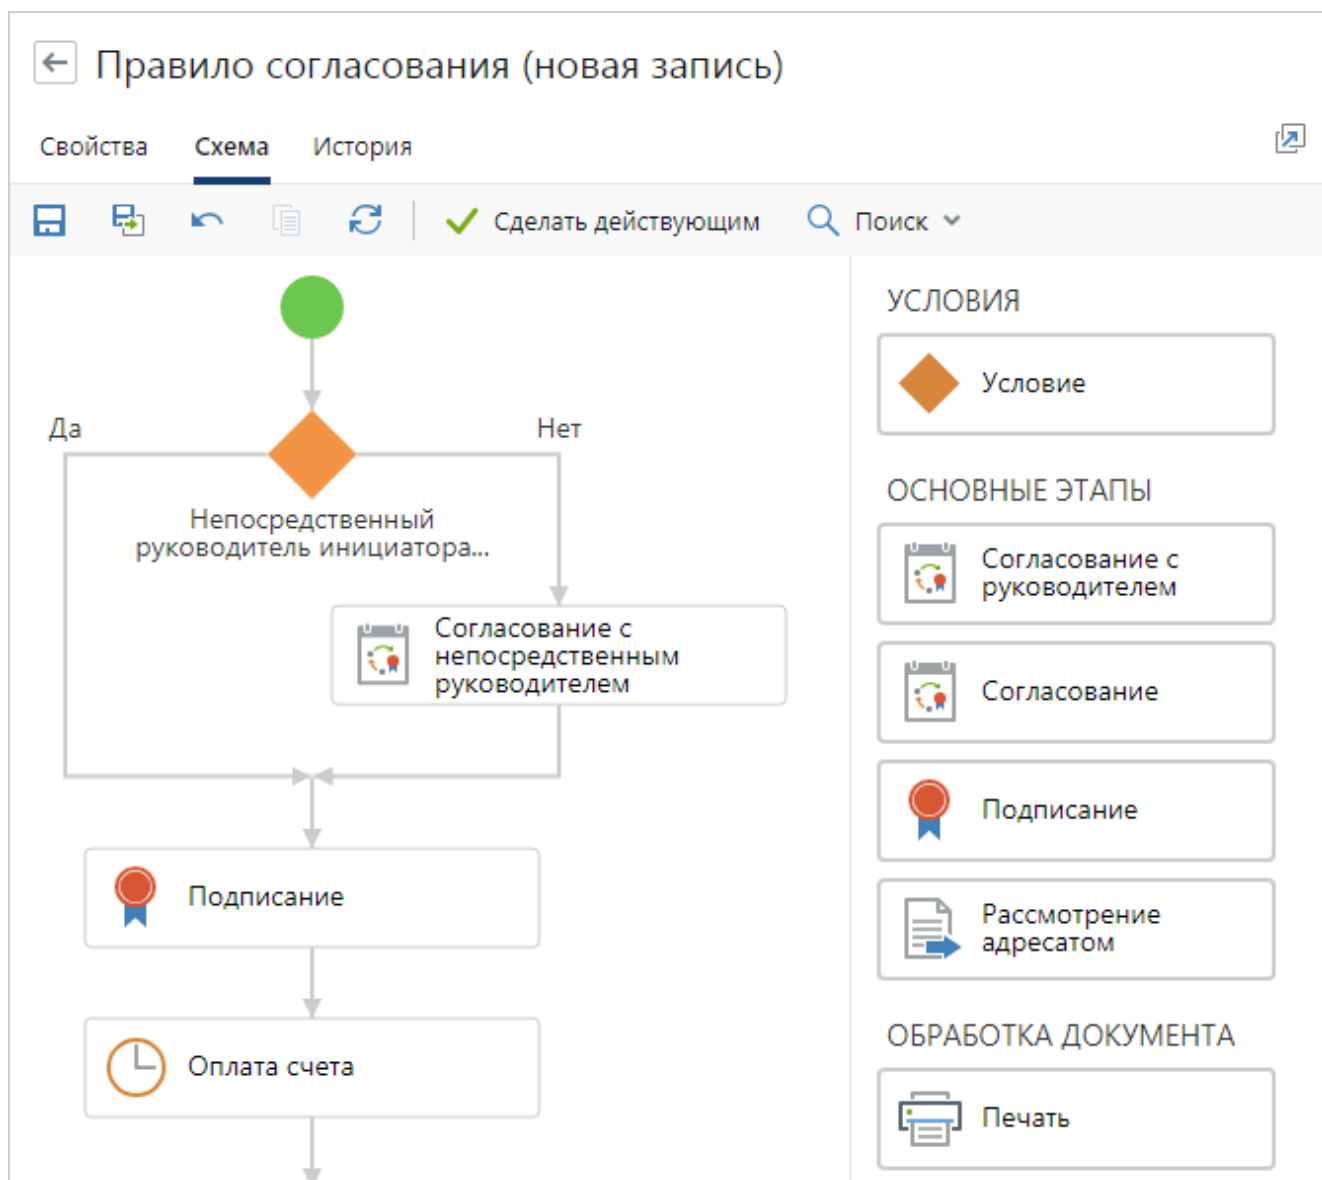 Правило согласования (новая запись)
Свойства
Схема
История
Сделать действующим
Поиск
Да
Нет
Непосредственный
руководитель инициатора...
Согласование с
непосредственным
руководителем
Подписание
Оплата счета
УСЛОВИЯ
Условие
ОСНОВНЫЕ ЭТАПЫ
Согласование с
руководителем
Согласование
Подписание
Рассмотрение
адресатом
ОБРАБОТКА ДОКУМЕНТА
Печать